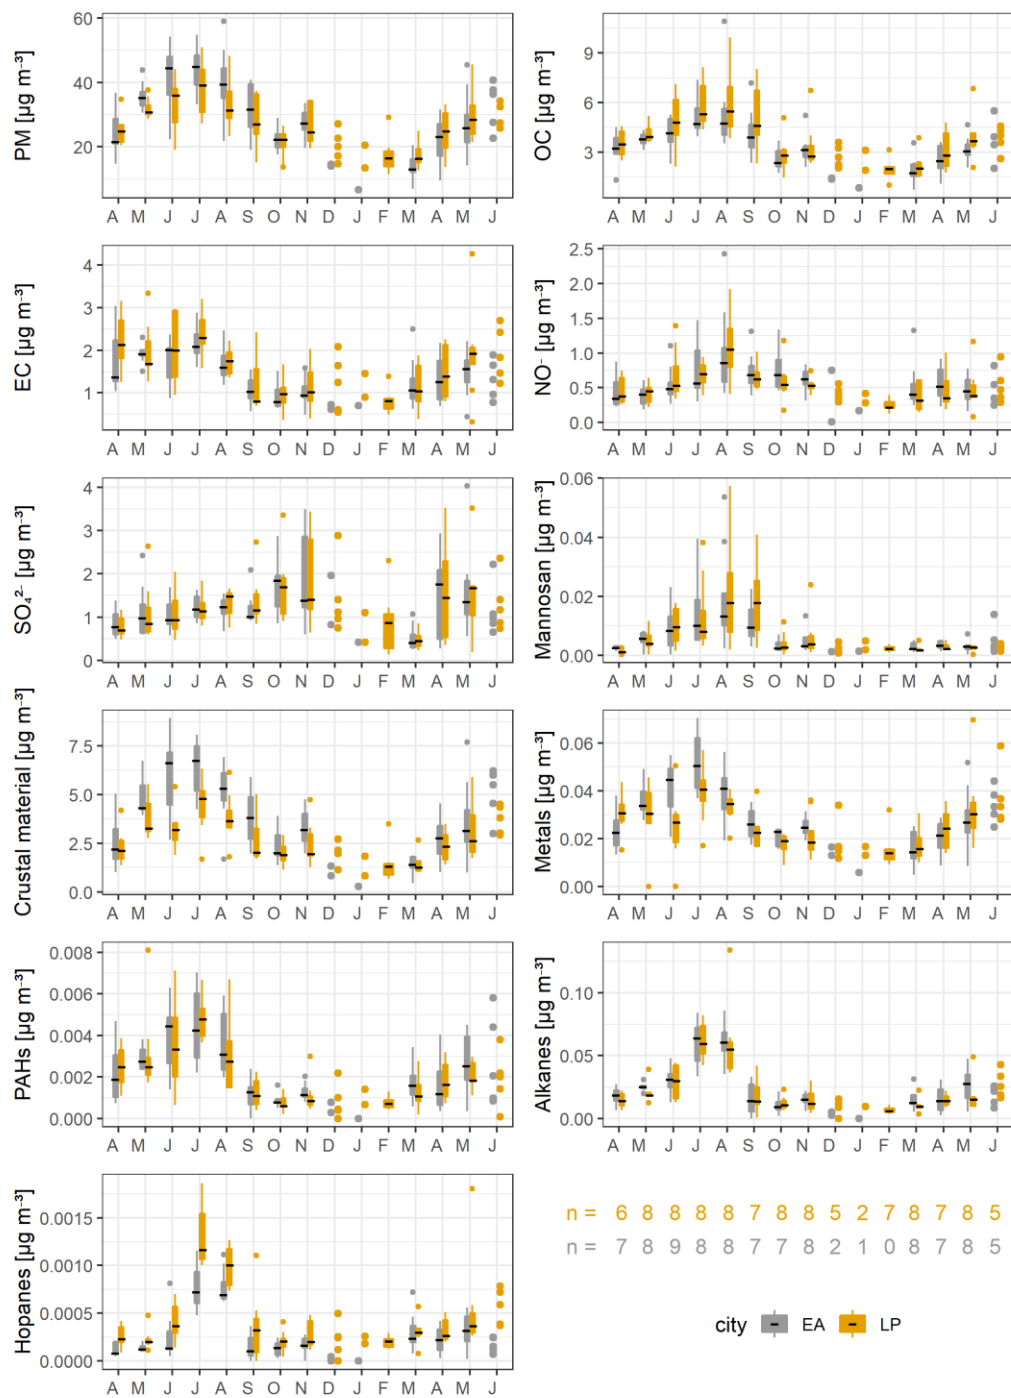 PM [µg m⁻³]
60
40
20
A M J J A S O N D J F M A M J
OC [µg m⁻³]
9
6
3
A M J J A S O N D J F M A M J
EC [µg m⁻³]
4
3
2
1
A M J J A S O N D J F M A M J
NO⁻ [µg m⁻³]
2.5
2.0
1.5
1.0
0.5
0.0
A M J J A S O N D J F M A M J
SO₄²⁻ [µg m⁻³]
4
3
2
1
0
A M J J A S O N D J F M A M J
Mannosan [µg m⁻³]
0.06
0.04
0.02
0.00
A M J J A S O N D J F M A M J
Crustal material [µg m⁻³]
7.5
5.0
2.5
0.0
A M J J A S O N D J F M A M J
Metals [µg m⁻³]
0.06
0.04
0.02
0.00
A M J J A S O N D J F M A M J
PAHs [µg m⁻³]
0.008
0.006
0.004
0.002
0.000
A M J J A S O N D J F M A M J
Alkanes [µg m⁻³]
0.10
0.05
0.00
A M J J A S O N D J F M A M J
Hopanes [µg m⁻³]
0.0015
0.0010
0.0005
0.0000
A M J J A S O N D J F M A M J
n = 6 8 8 8 8 7 8 8 5 2 7 8 7 8 5
n = 7 8 9 8 8 7 7 8 2 1 0 8 7 8 5
city EA LP